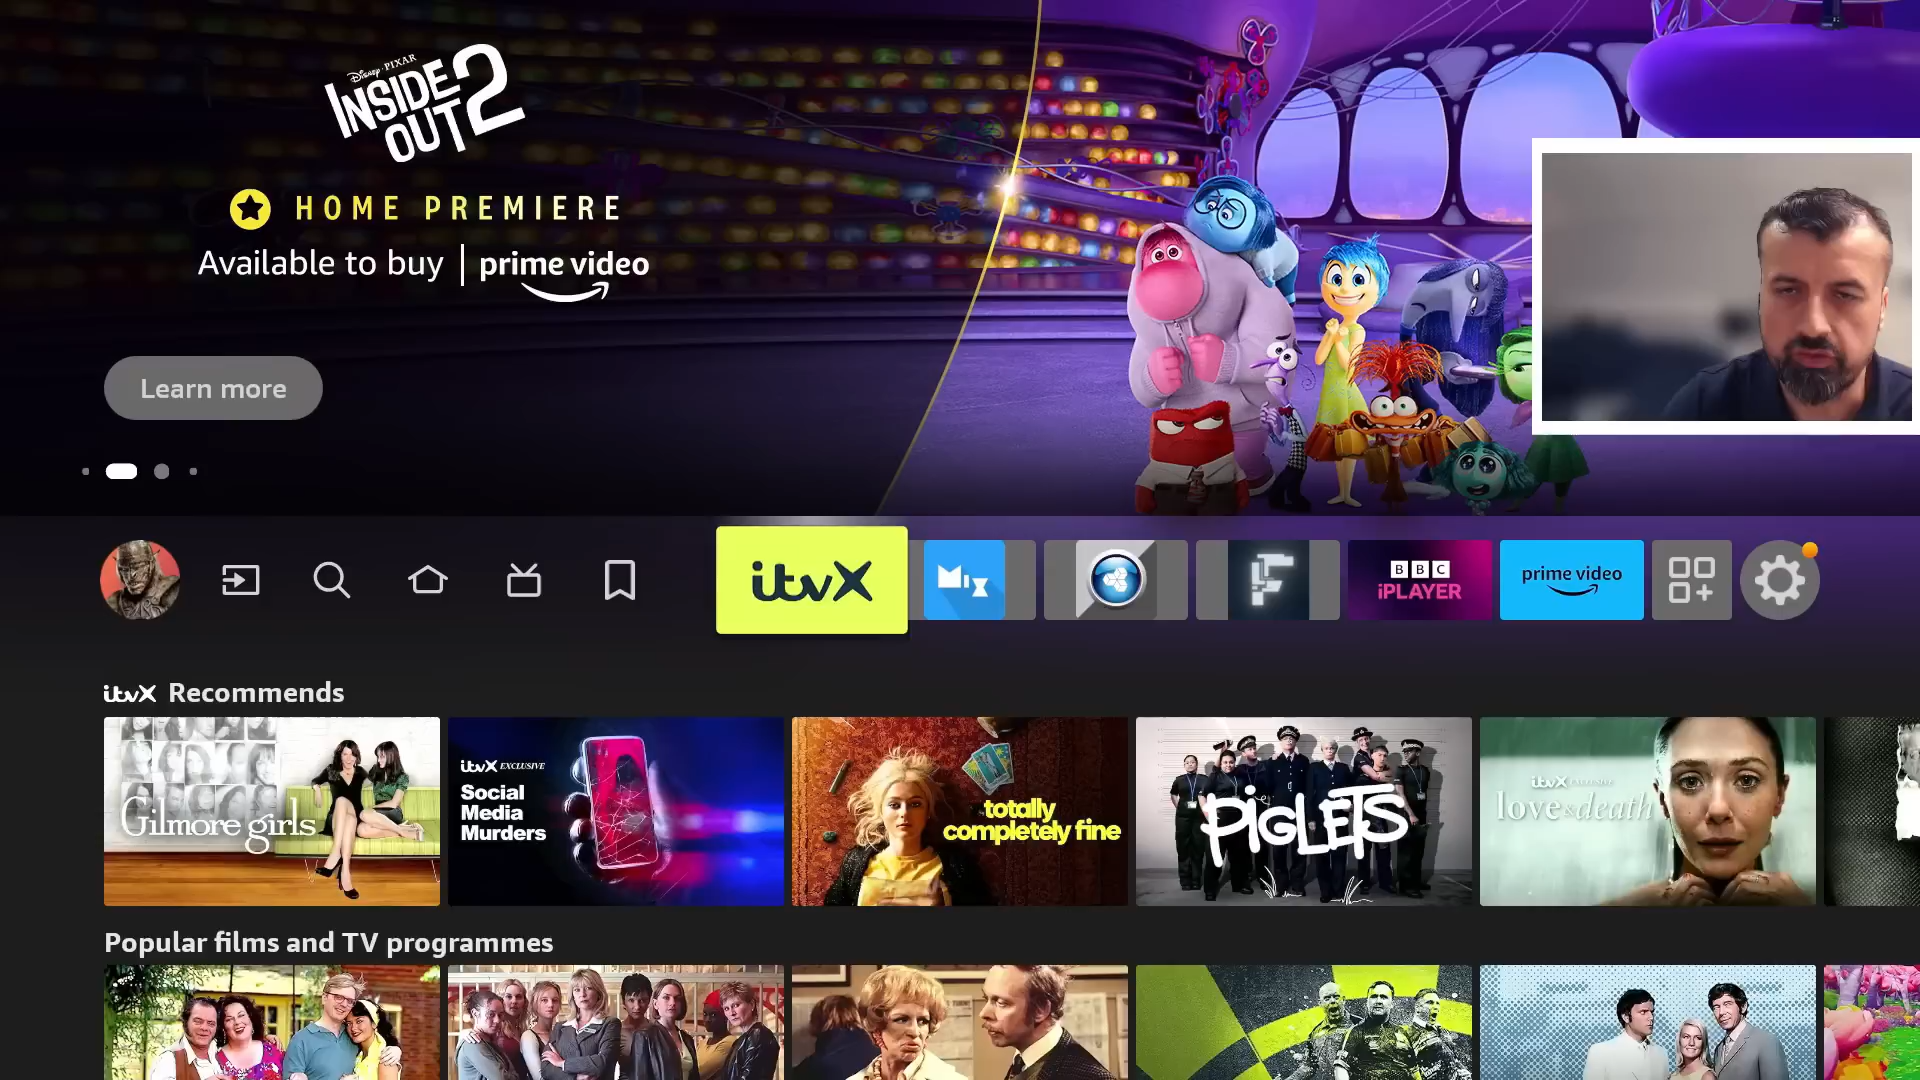 Disney · PIXAR
INSIDE
OUT 2
HOME PREMIERE
Available to buy | prime video
Learn more
itvX
MiX
F
BBC
iPLAYER
prime video
itvX Recommends
Gilmore girls
itvX EXCLUSIVE
Social
Media
Murders
totally
completely fine
PIGLETS
itvX EXCLUSIVE
love & death
Popular films and TV programmes